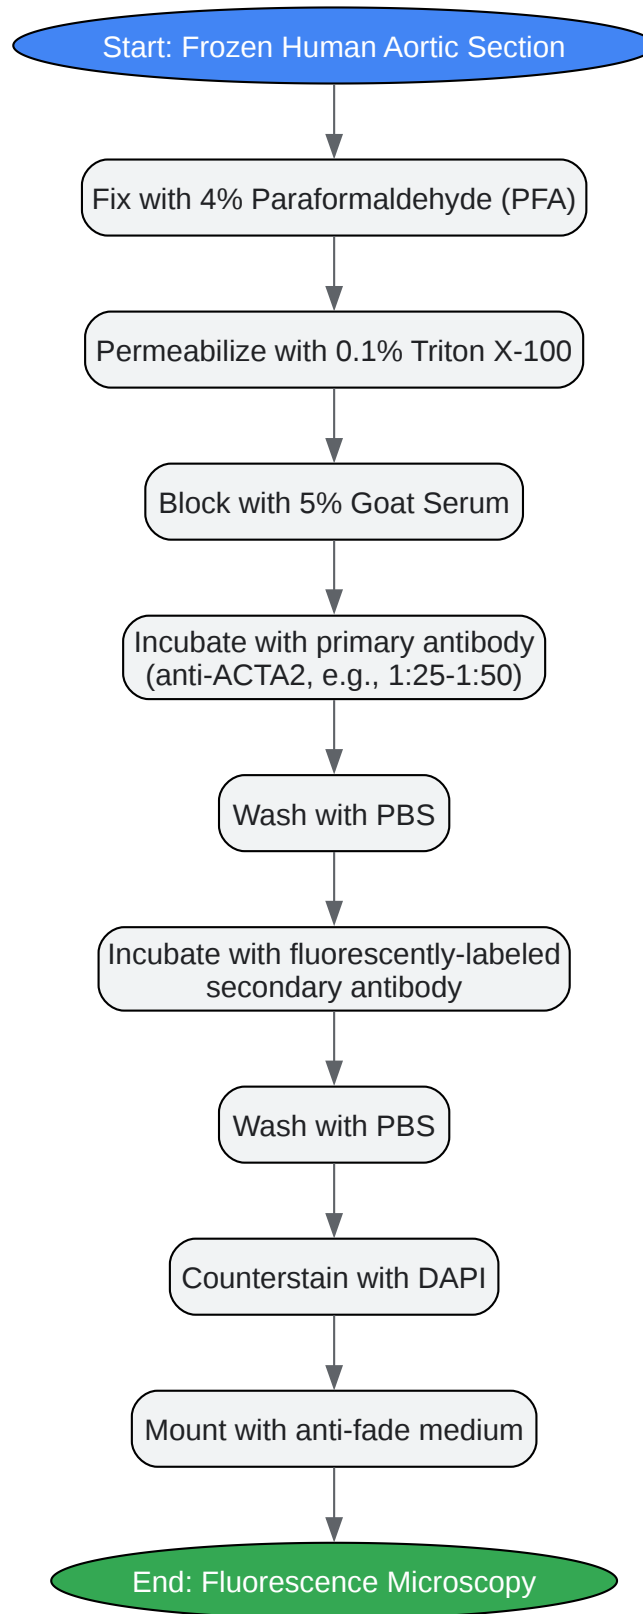 Start: Frozen Human Aortic Section
Fix with 4% Paraformaldehyde (PFA)
Permeabilize with 0.1% Triton X-100
Block with 5% Goat Serum
Incubate with primary antibody
(anti-ACTA2, e.g., 1:25-1:50)
Wash with PBS
Incubate with fluorescently-labeled
secondary antibody
Wash with PBS
Counterstain with DAPI
Mount with anti-fade medium
End: Fluorescence Microscopy